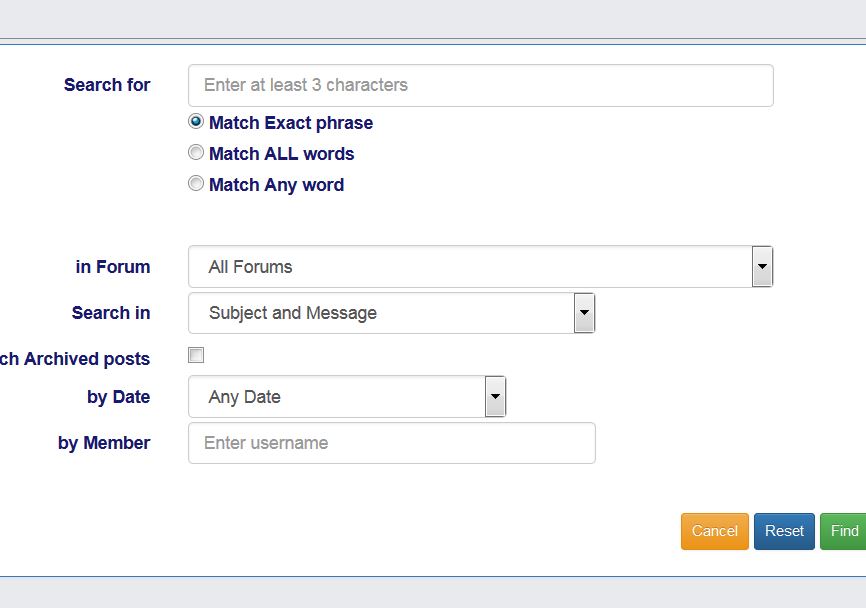 Search for Enter at least 3 characters
Match Exact phrase
Match ALL words
Match Any word
in Forum All Forums
Search in Subject and Message
ch Archived posts
by Date Any Date
by Member Enter username
Cancel Reset Find